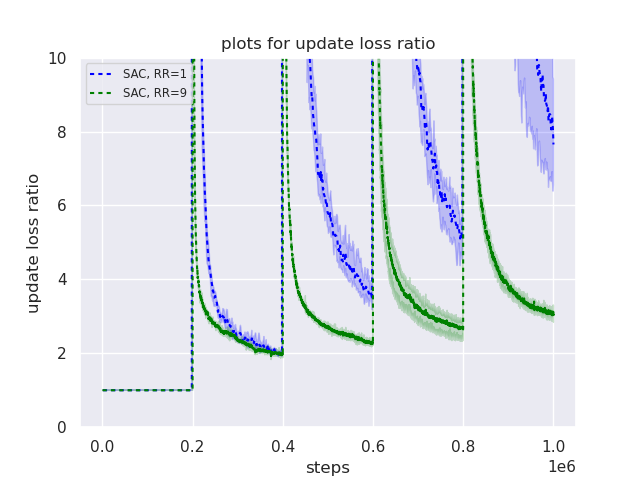 plots for update loss ratio
SAC, RR=1
SAC, RR=9
update loss ratio
10
8
6
4
2
0
0.0 0.2 0.4 0.6 0.8 1.0
1e6
steps